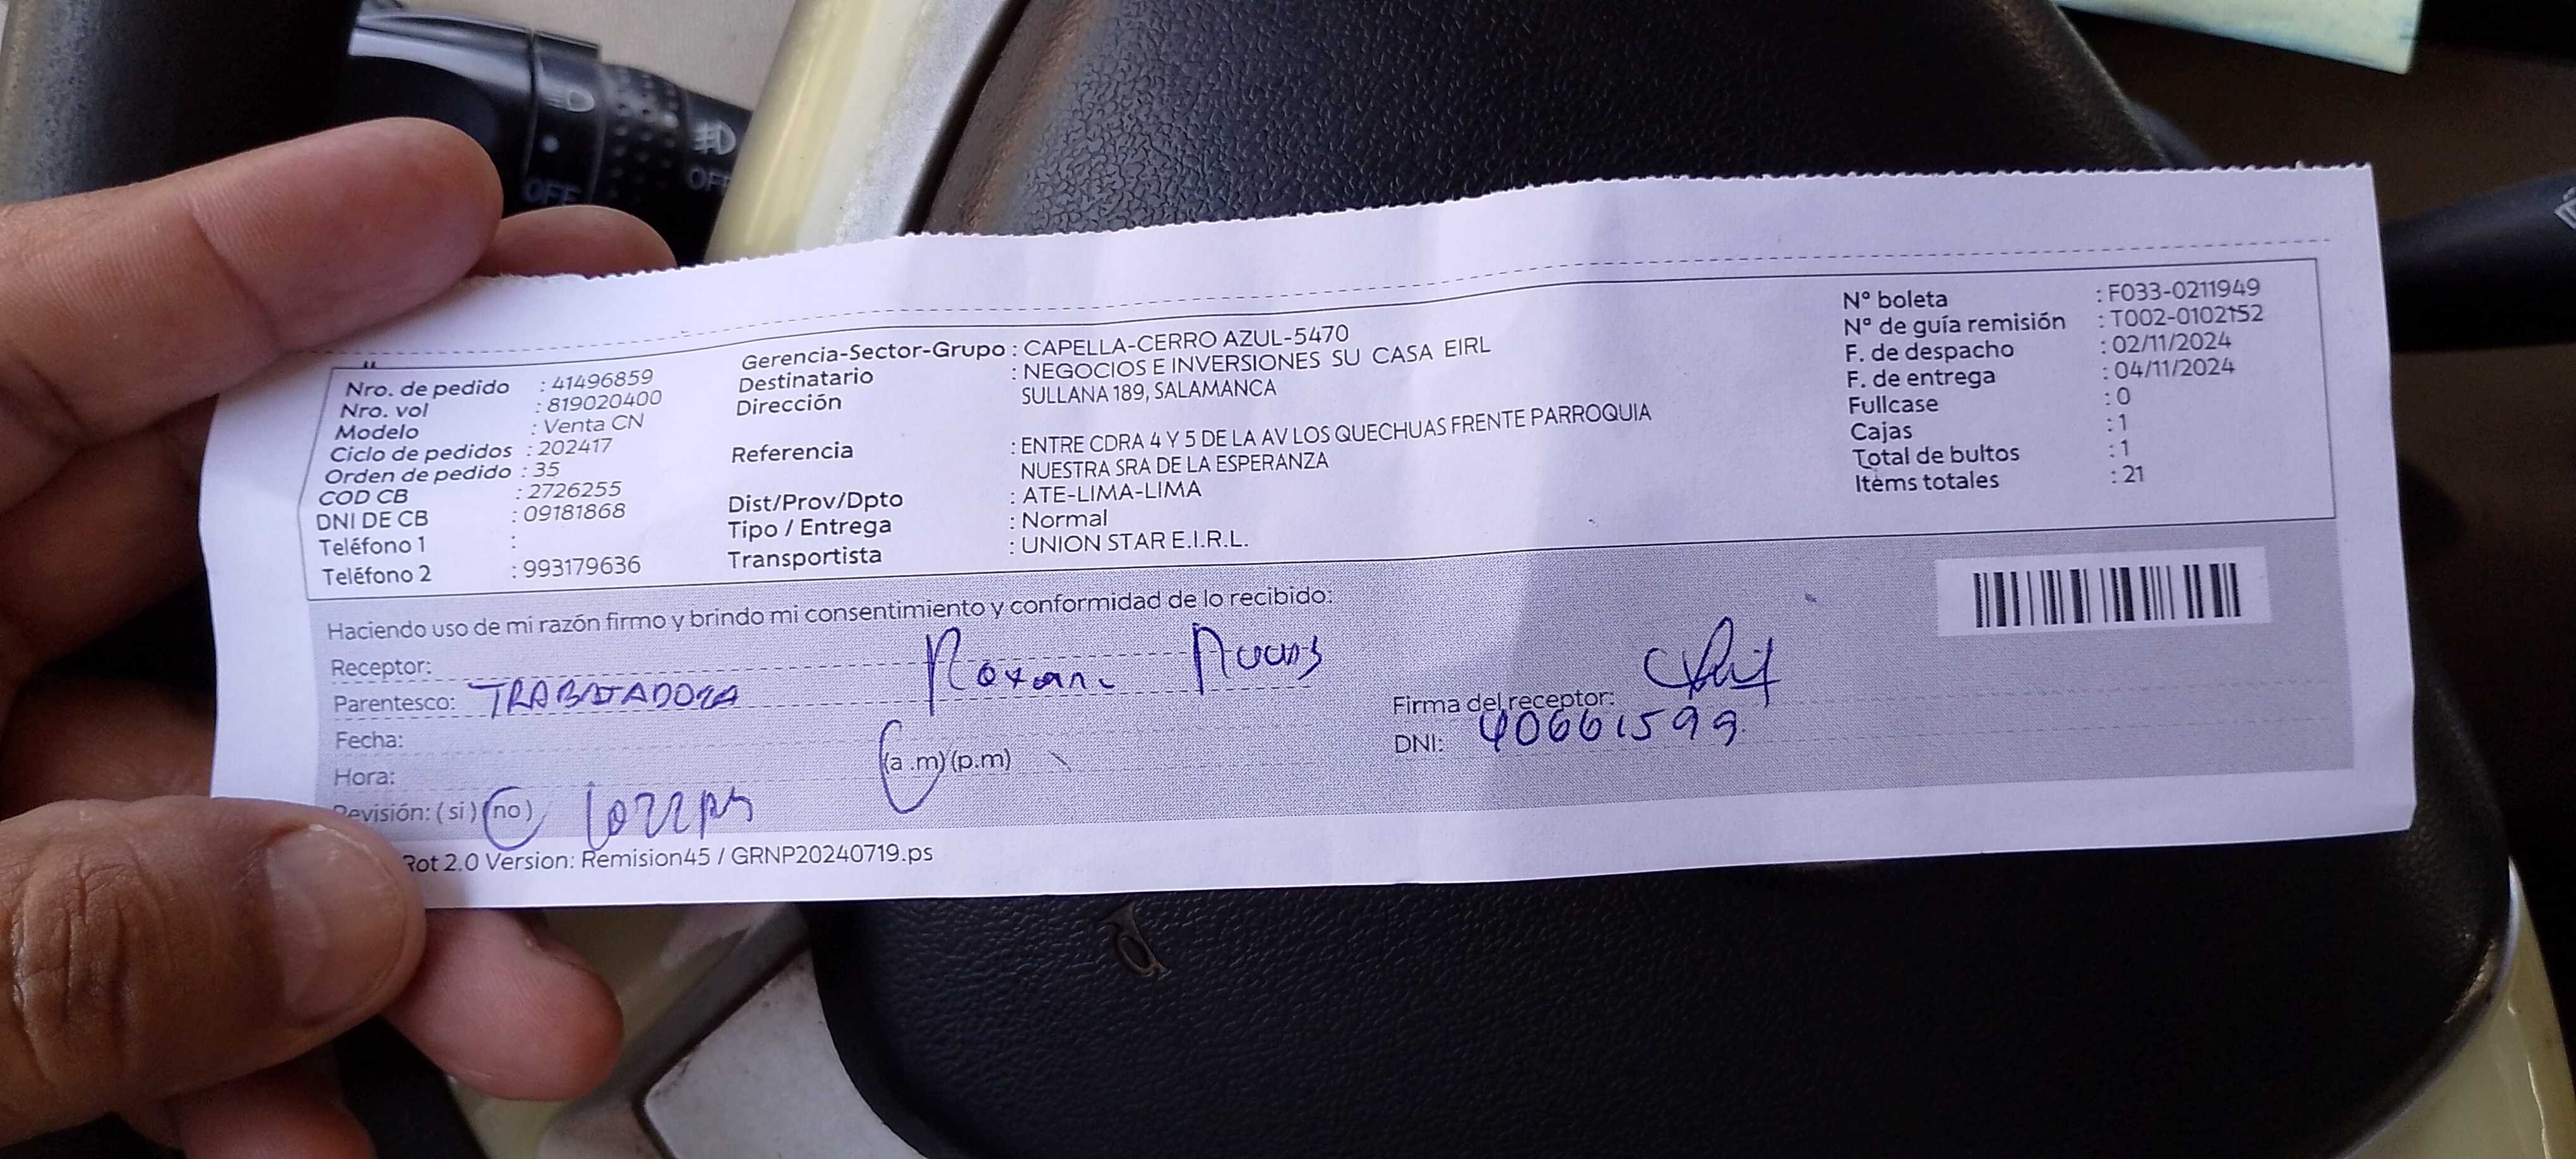 Nro. de pedido : 41496859
Nro. vol : 819020400
Modelo : Venta CN
Ciclo de pedidos : 202417
Orden de pedido : 35
COD CB : 2726255
DNI DE CB : 09181868
Teléfono 1 :
Teléfono 2 : 993179636
Gerencia-Sector-Grupo : CAPELLA-CERRO AZUL-5470
Destinatario : NEGOCIOS E INVERSIONES SU CASA EIRL
Dirección SULLANA 189, SALAMANCA
Referencia : ENTRE CDRA 4 Y 5 DE LA AV LOS QUECHUAS FRENTE PARROQUIA
NUESTRA SRA DE LA ESPERANZA
Dist/Prov/Dpto : ATE-LIMA-LIMA
Tipo / Entrega : Normal
Transportista : UNION STAR E.I.R.L.
Nº boleta : F033-0211949
Nº de guía remisión : T002-0102152
F. de despacho : 02/11/2024
F. de entrega : 04/11/2024
Fullcase : 0
Cajas : 1
Total de bultos : 1
Items totales : 21
Haciendo uso de mi razón firmo y brindo mi consentimiento y conformidad de lo recibido:
Receptor:
Parentesco: TRABAJADORA
Fecha:
Hora: (a .m)(p.m)
Revisión: ( si ) (no)
Firma del receptor:
DNI: 40661599
Rot 2.0 Version: Remision45 / GRNP20240719.ps
OFF
OFF